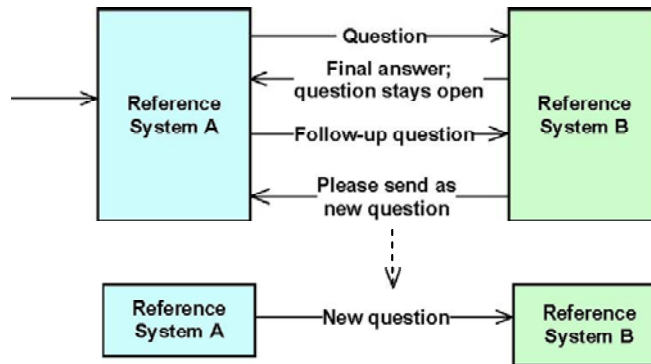 Question
Final answer;
question stays open
Reference
System A
Reference
System B
Follow-up question
Please send as
new question
Reference
System A
New question
Reference
System B